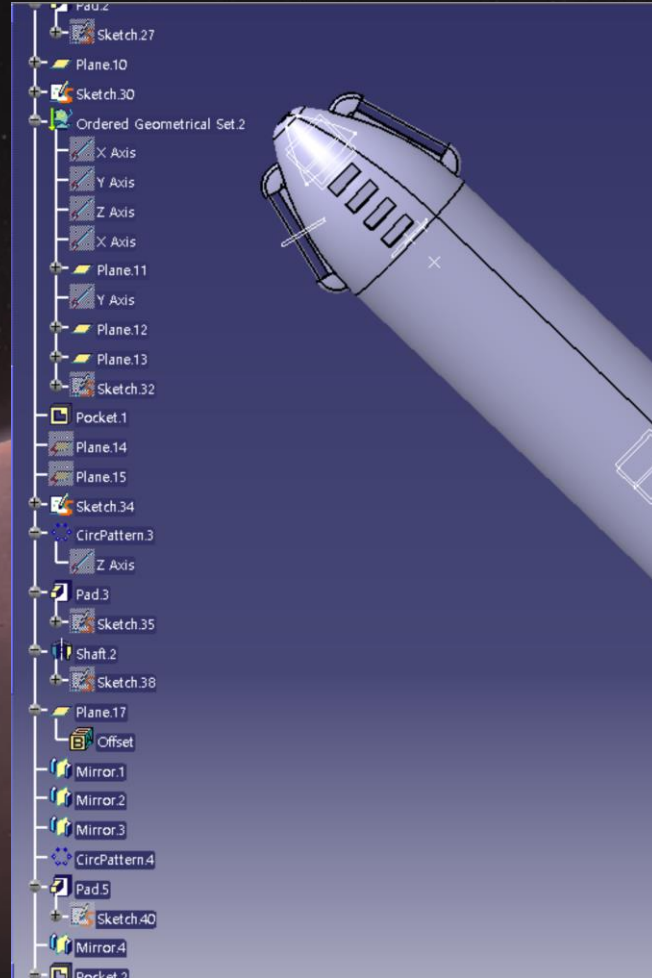 Pad.2
Sketch.27
Plane.10
Sketch.30
Ordered Geometrical Set.2
X Axis
Y Axis
Z Axis
X Axis
Plane.11
Y Axis
Plane.12
Plane.13
Sketch.32
Pocket.1
Plane.14
Plane.15
Sketch.34
CircPattern.3
Z Axis
Pad.3
Sketch.35
Shaft.2
Sketch.38
Plane.17
Offset
Mirror.1
Mirror.2
Mirror.3
CircPattern.4
Pad.5
Sketch.40
Mirror.4
Pocket.2